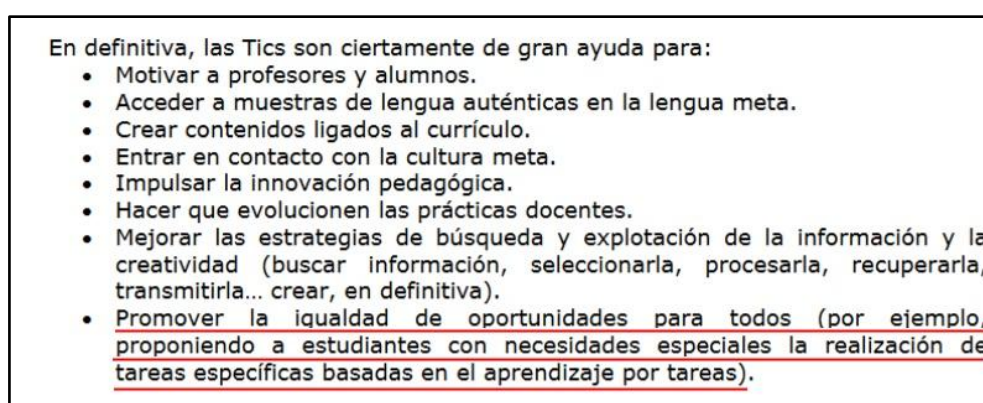 En definitiva, las Tics son ciertamente de gran ayuda para:
• Motivar a profesores y alumnos.
• Acceder a muestras de lengua auténticas en la lengua meta.
• Crear contenidos ligados al currículo.
• Entrar en contacto con la cultura meta.
• Impulsar la innovación pedagógica.
• Hacer que evolucionen las prácticas docentes.
• Mejorar las estrategias de búsqueda y explotación de la información y la
creatividad (buscar información, seleccionarla, procesarla, recuperarla,
transmitirla... crear, en definitiva).
• Promover la igualdad de oportunidades para todos (por ejemplo,
proponiendo a estudiantes con necesidades especiales la realización de
tareas específicas basadas en el aprendizaje por tareas).